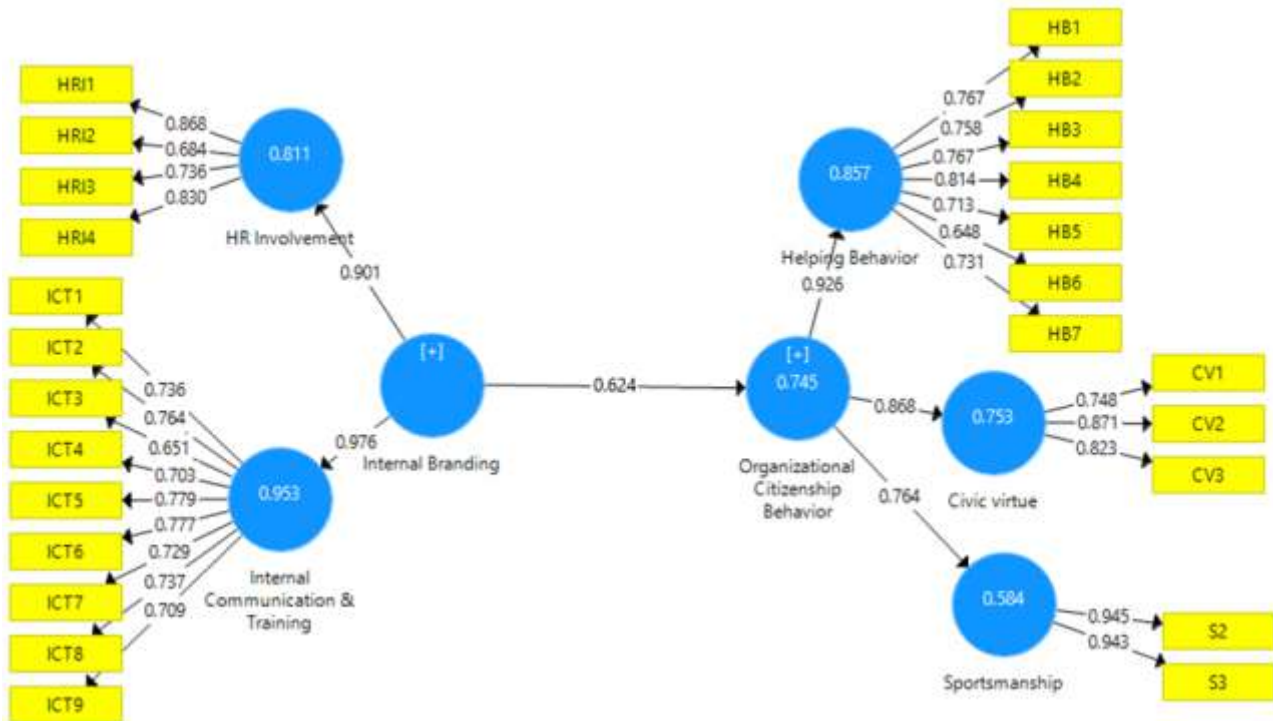 HRI1
HRI2
HRI3
HRI4
0.868
0.684
0.736
0.830
0.811
HR Involvement
0.901
ICT1
ICT2
ICT3
ICT4
ICT5
ICT6
ICT7
ICT8
ICT9
0.736
0.764
0.651
0.703
0.779
0.777
0.729
0.737
0.709
0.953
Internal
Communication &
Training
0.976
[+]
Internal Branding
0.624
[+]
0.745
Organizational
Citizenship
Behavior
0.926
0.857
Helping Behavior
0.767
0.758
0.767
0.814
0.713
0.648
0.731
HB1
HB2
HB3
HB4
HB5
HB6
HB7
0.868
0.753
Civic virtue
0.748
0.871
0.823
CV1
CV2
CV3
0.764
0.584
Sportsmanship
0.945
0.943
S2
S3